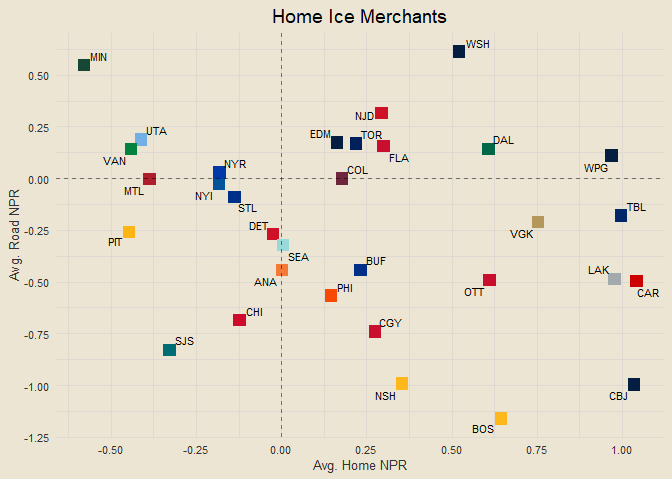 Home Ice Merchants
WSH
MIN
0.50
NJD
0.25
UTA
EDM
TOR
DAL
VAN
FLA
WPG
NYR
COL
0.00
MTL
NYI
STL
TBL
DET
VGK
-0.25
PIT
SEA
BUF
LAK
ANA
PHI
OTT
CAR
-0.50
CHI
CGY
-0.75
SJS
NSH
CBJ
-1.00
BOS
-1.25
-0.50 -0.25 0.00 0.25 0.50 0.75 1.00
Avg. Home NPR
Avg. Road NPR